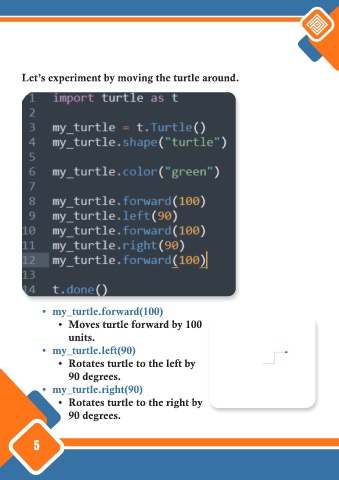 Let's experiment by moving the turtle around.
1 import turtle as t
2
3 my_turtle = t.Turtle()
4 my_turtle.shape("turtle")
5
6 my_turtle.color("green")
7
8 my_turtle.forward(100)
9 my_turtle.left(90)
10 my_turtle.forward(100)
11 my_turtle.right(90)
12 my_turtle.forward(100)
13
14 t.done()
• my_turtle.forward(100)
• Moves turtle forward by 100
units.
• my_turtle.left(90)
• Rotates turtle to the left by
90 degrees.
• my_turtle.right(90)
• Rotates turtle to the right by
90 degrees.
5